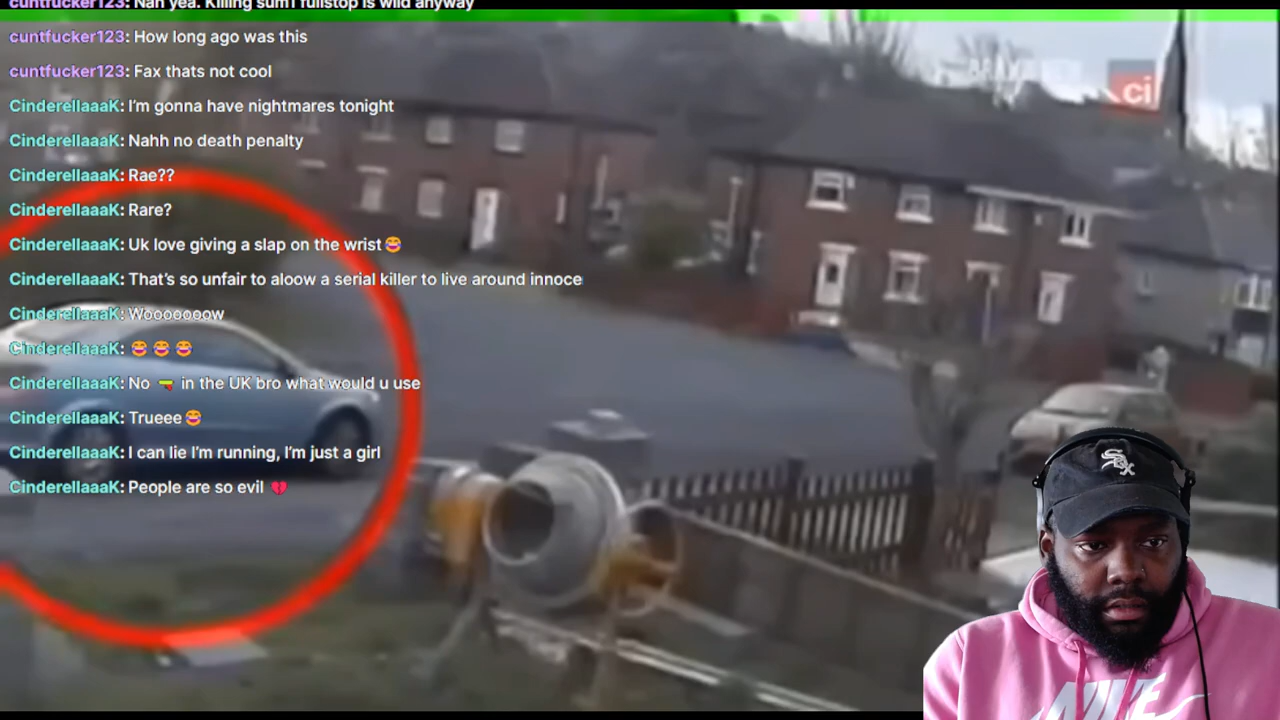 cuntfucker123: Nah yea. Killing sum1 fullstop is wild anyway
cuntfucker123: How long ago was this
cuntfucker123: Fax thats not cool
CinderellaaaK: I'm gonna have nightmares tonight
CinderellaaaK: Nahh no death penalty
CinderellaaaK: Rae??
CinderellaaaK: Rare?
CinderellaaaK: Uk love giving a slap on the wrist😂
CinderellaaaK: That's so unfair to aloow a serial killer to live around innoce
CinderellaaaK: Wooooooow
CinderellaaaK: 😂 😂 😂
CinderellaaaK: No 🔫 in the UK bro what would u use
CinderellaaaK: Trueee😂
CinderellaaaK: I can lie I'm running, I'm just a girl
CinderellaaaK: People are so evil 💔
ci
Sox
NIKE